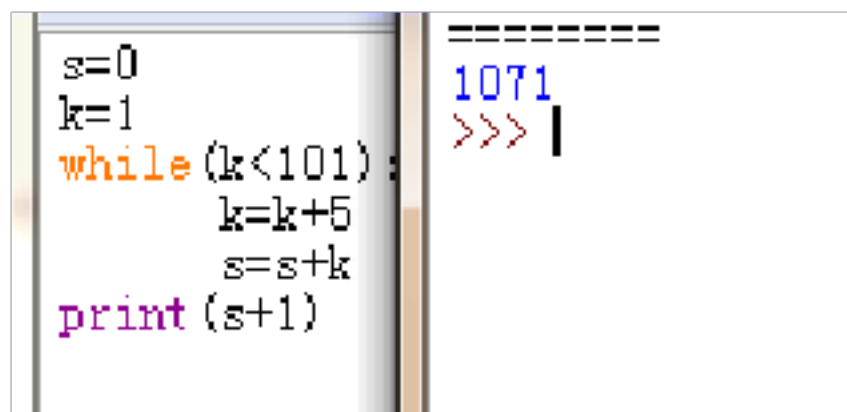 s=0
k=1
while(k<101):
k=k+5
s=s+k
print(s+1)
========
1071
>>>